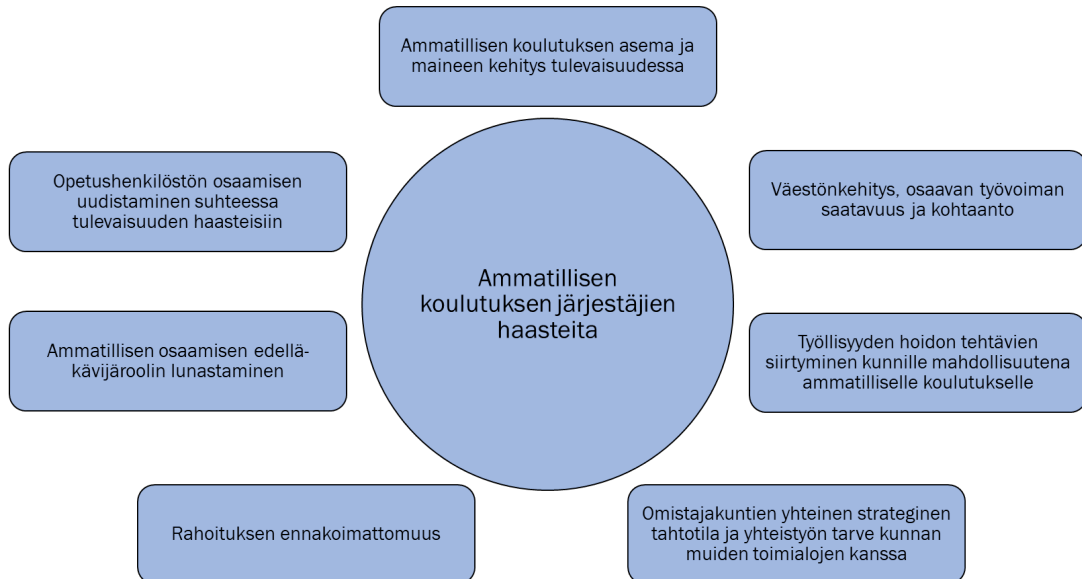 Ammatillisen koulutuksen asema ja
maineen kehitys tulevaisuudessa
Opetushenkilöstön osaamisen
uudistaminen suhteessa
tulevaisuuden haasteisiin
Väestönkehitys, osaavan työvoiman
saatavuus ja kohtaanto
Ammatillisen
koulutuksen järjestäjien
haasteita
Ammatillisen osaamisen edellä-
kävijäroolin lunastaminen
Työllisyyden hoidon tehtävien
siirtyminen kunnille mahdollisuutena
ammatilliselle koulutukselle
Rahoituksen ennakoimattomuus
Omistajakuntien yhteinen strateginen
tahtotila ja yhteistyön tarve kunnan
muiden toimialojen kanssa